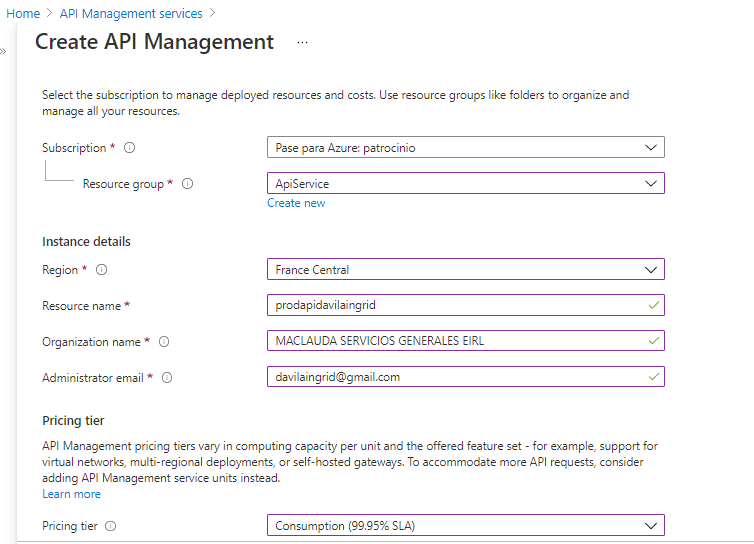 Home > API Management services >
Create API Management ...
Select the subscription to manage deployed resources and costs. Use resource groups like folders to organize and
manage all your resources.
Subscription * Pase para Azure: patrocinio
Resource group * ApiService
Create new
Instance details
Region * France Central
Resource name * prodapidavilaingrid
Organization name * MACLAUDA SERVICIOS GENERALES EIRL
Administrator email * davilaingrid@gmail.com
Pricing tier
API Management pricing tiers vary in computing capacity per unit and the offered feature set - for example, support for
virtual networks, multi-regional deployments, or self-hosted gateways. To accommodate more API requests, consider
adding API Management service units instead.
Learn more
Pricing tier Consumption (99.95% SLA)